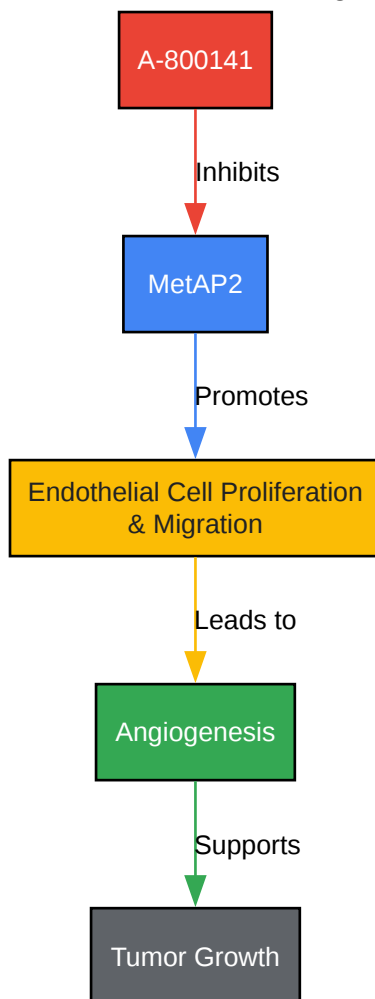 A-800141
Inhibits
MetAP2
Promotes
Endothelial Cell Proliferation
& Migration
Leads to
Angiogenesis
Supports
Tumor Growth